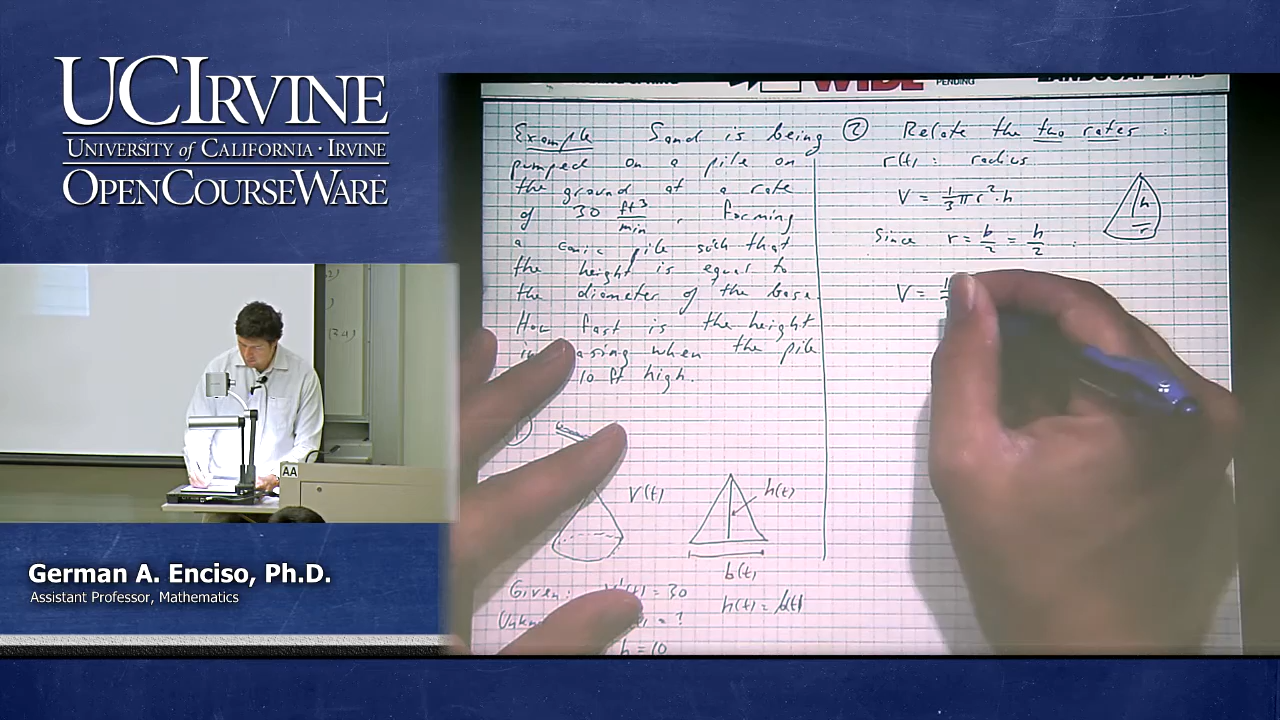 UCIRVINE
UNIVERSITY of CALIFORNIA · IRVINE
OPENCOURSEWARE
WIDE
PENDING
Example Sand is being
pumped on a pile on
the ground at a rate
of 30 ft³/min, forming
a conic pile such that
the height is equal to
the diameter of the base.
How fast is the height
when the pile
10 ft high.
V(t)
h(t)
b(t)
h(t) = b(t)
Given: V'(t) = 30
= ?
h = 10
② Relate the two rates :
r(t) : radius
V = 1/3 πr²·h
h
r
Since r = b/2 = h/2 :
V =
AA
German A. Enciso, Ph.D.
Assistant Professor, Mathematics